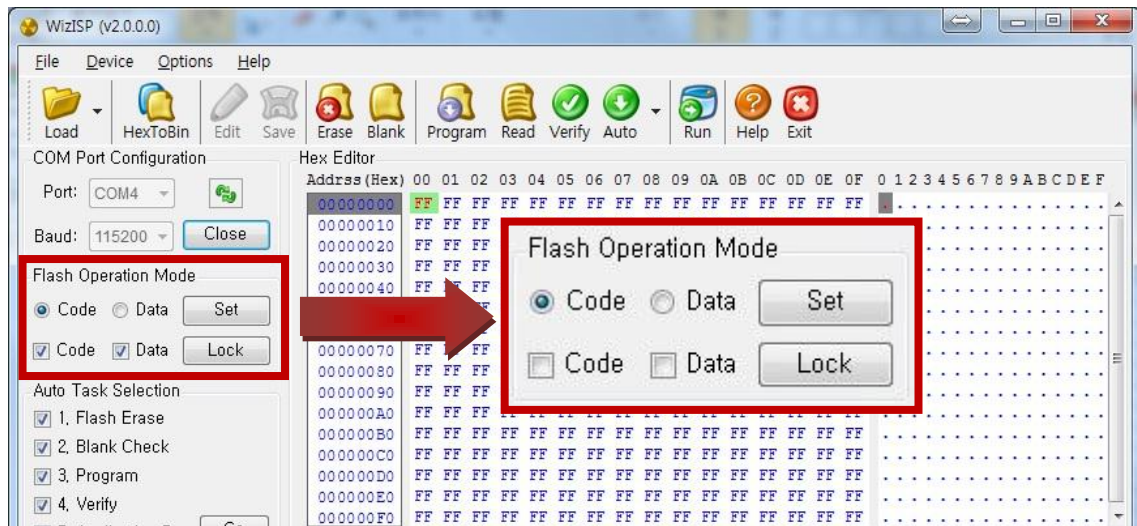 WizISP (v2.0.0.0)
File Device Options Help
Load HexToBin Edit Save Erase Blank Program Read Verify Auto Run Help Exit
COM Port Configuration
Port: COM4
Baud: 115200 Close
Flash Operation Mode
Code Data Set
Code Data Lock
Auto Task Selection
1, Flash Erase
2, Blank Check
3, Program
4, Verify
Hex Editor
Addrss(Hex) 00 01 02 03 04 05 06 07 08 09 0A 0B 0C 0D 0E 0F 0 1 2 3 4 5 6 7 8 9 A B C D E F
00000000 FF FF FF FF FF FF FF FF FF FF FF FF FF FF FF FF ................
00000010 FF FF FF
00000020 FF FF FF
00000030 FF FF FF
00000040 FF FF FF
FF
00000070 FF FF FF
00000080 FF FF FF
00000090 FF FF FF
000000A0 FF FF FF
000000B0 FF FF FF FF FF FF FF FF FF FF FF FF FF FF FF FF ................
000000C0 FF FF FF FF FF FF FF FF FF FF FF FF FF FF FF FF ................
000000D0 FF FF FF FF FF FF FF FF FF FF FF FF FF FF FF FF ................
000000E0 FF FF FF FF FF FF FF FF FF FF FF FF FF FF FF FF ................
000000F0 FF FF FF FF FF FF FF FF FF FF FF FF FF FF FF FF ................
Flash Operation Mode
Code Data Set
Code Data Lock